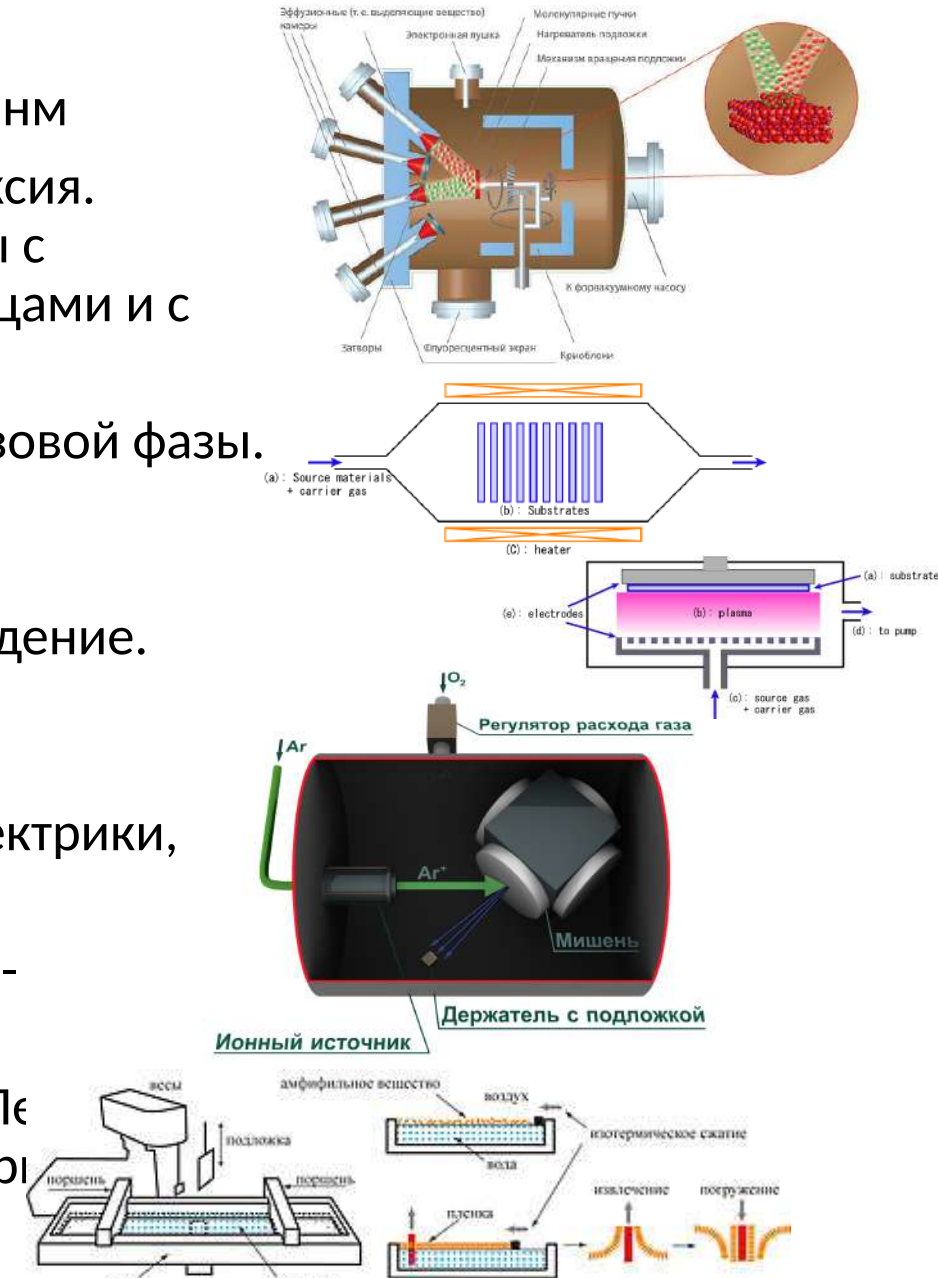 Эффузионные (т. е. выделяющие вещество)
камеры
Электронная пушка
Молекулярные пучки
Нагреватель подложки
Механизм вращения подложки
нм
ксия.
с
цами и с
К форвакуумному насосу
Затворы
Флуоресцентный экран
Криоблоки
зовой фазы.
(a): Source materials
+ carrier gas
(b): Substrates
(C): heater
(a): substrate
(e): electrodes
(b): plasma
(d): to pump
(c): source gas
+ carrier gas
дение.
O₂
Регулятор расхода газа
Ar
ектрики,
Ar⁺
Мишень
-
Держатель с подложкой
Ионный источник
весы
амфифильное вещество
воздух
Ле
подложка
изотермическое сжатие
вода
поршень
поршень
извлечение
погружение
пленка